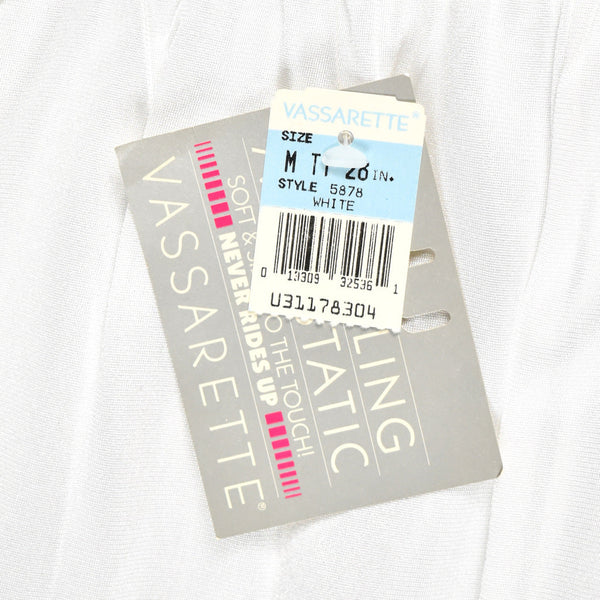 VASSARETTE®
SIZE
M 28 IN.
STYLE 5878
WHITE
0 13309 32536 1
U31178304
LING
STATIC
SOFT & TO THE TOUCH!
NEVER RIDES UP
VASSARETTE®